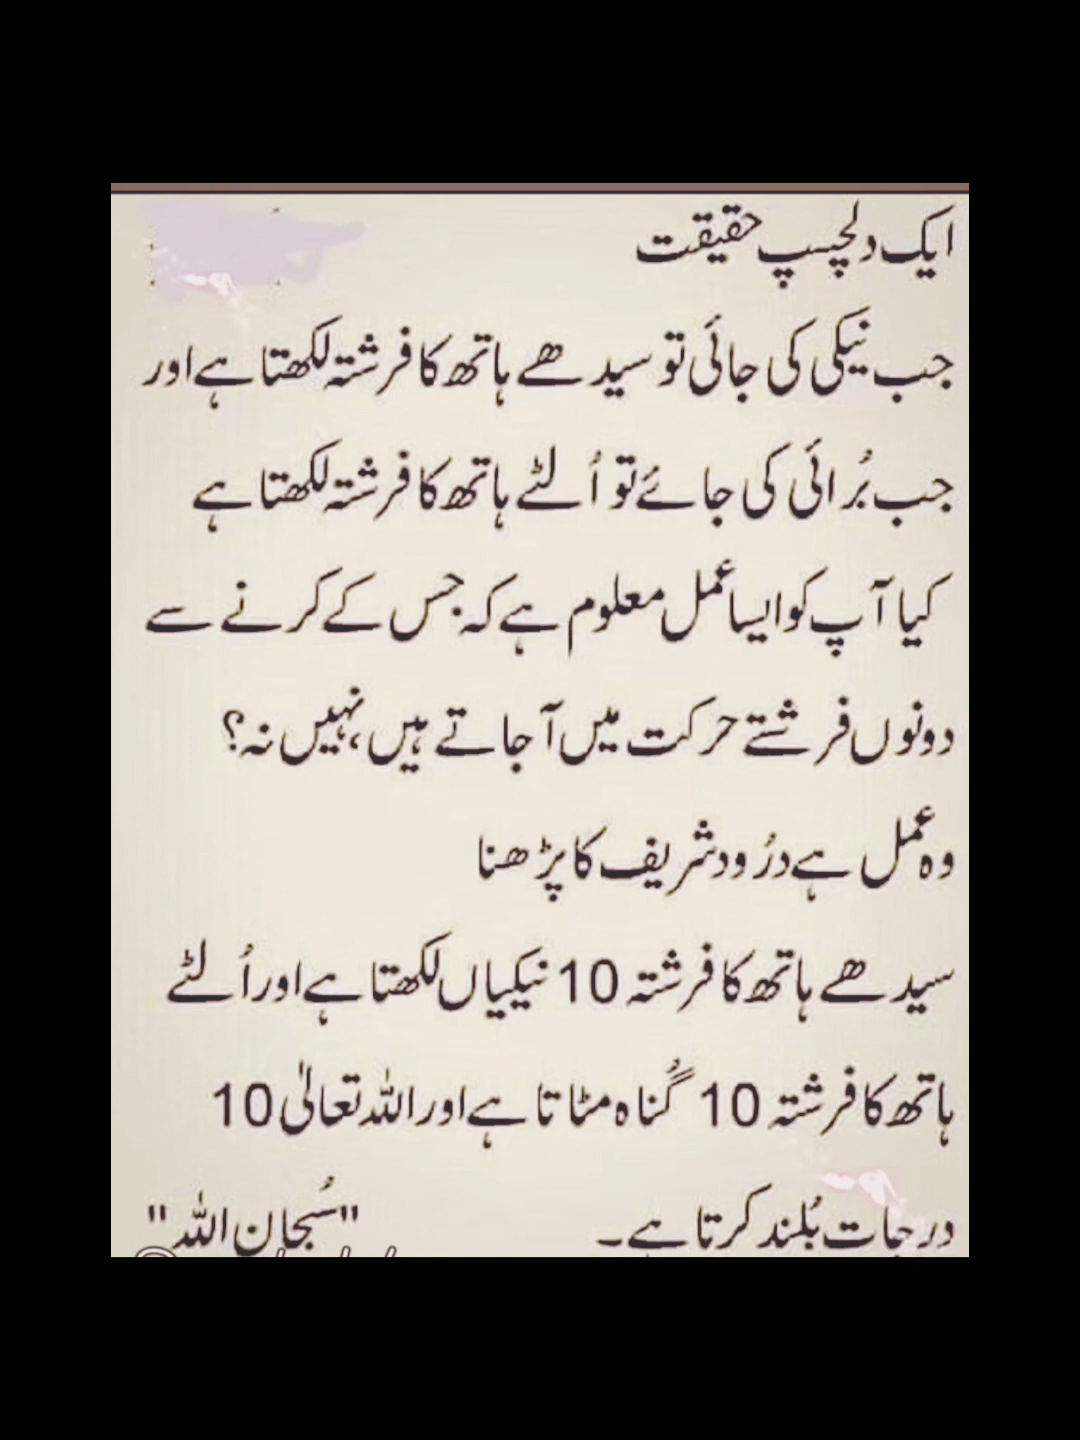 ایک دلچسپ حقیقت
جب نیکی کی جائی تو سیدھے ہاتھ کا فرشتہ لکھتا ہے اور
جب بُرائی کی جائے تو اُلٹے ہاتھ کا فرشتہ لکھتا ہے
کیا آپ کو ایسا عمل معلوم ہے کہ جس کے کرنے سے
دونوں فرشتے حرکت میں آجاتے ہیں، نہیں نہ؟
وہ عمل ہے درُود شریف کا پڑھنا
سیدھے ہاتھ کا فرشتہ 10 نیکیاں لکھتا ہے اور اُلٹے
ہاتھ کا فرشتہ 10 گُناہ مٹاتا ہے اور اللہ تعالیٰ 10
درجات بُلند کرتا ہے۔ "سُبحان اللہ"